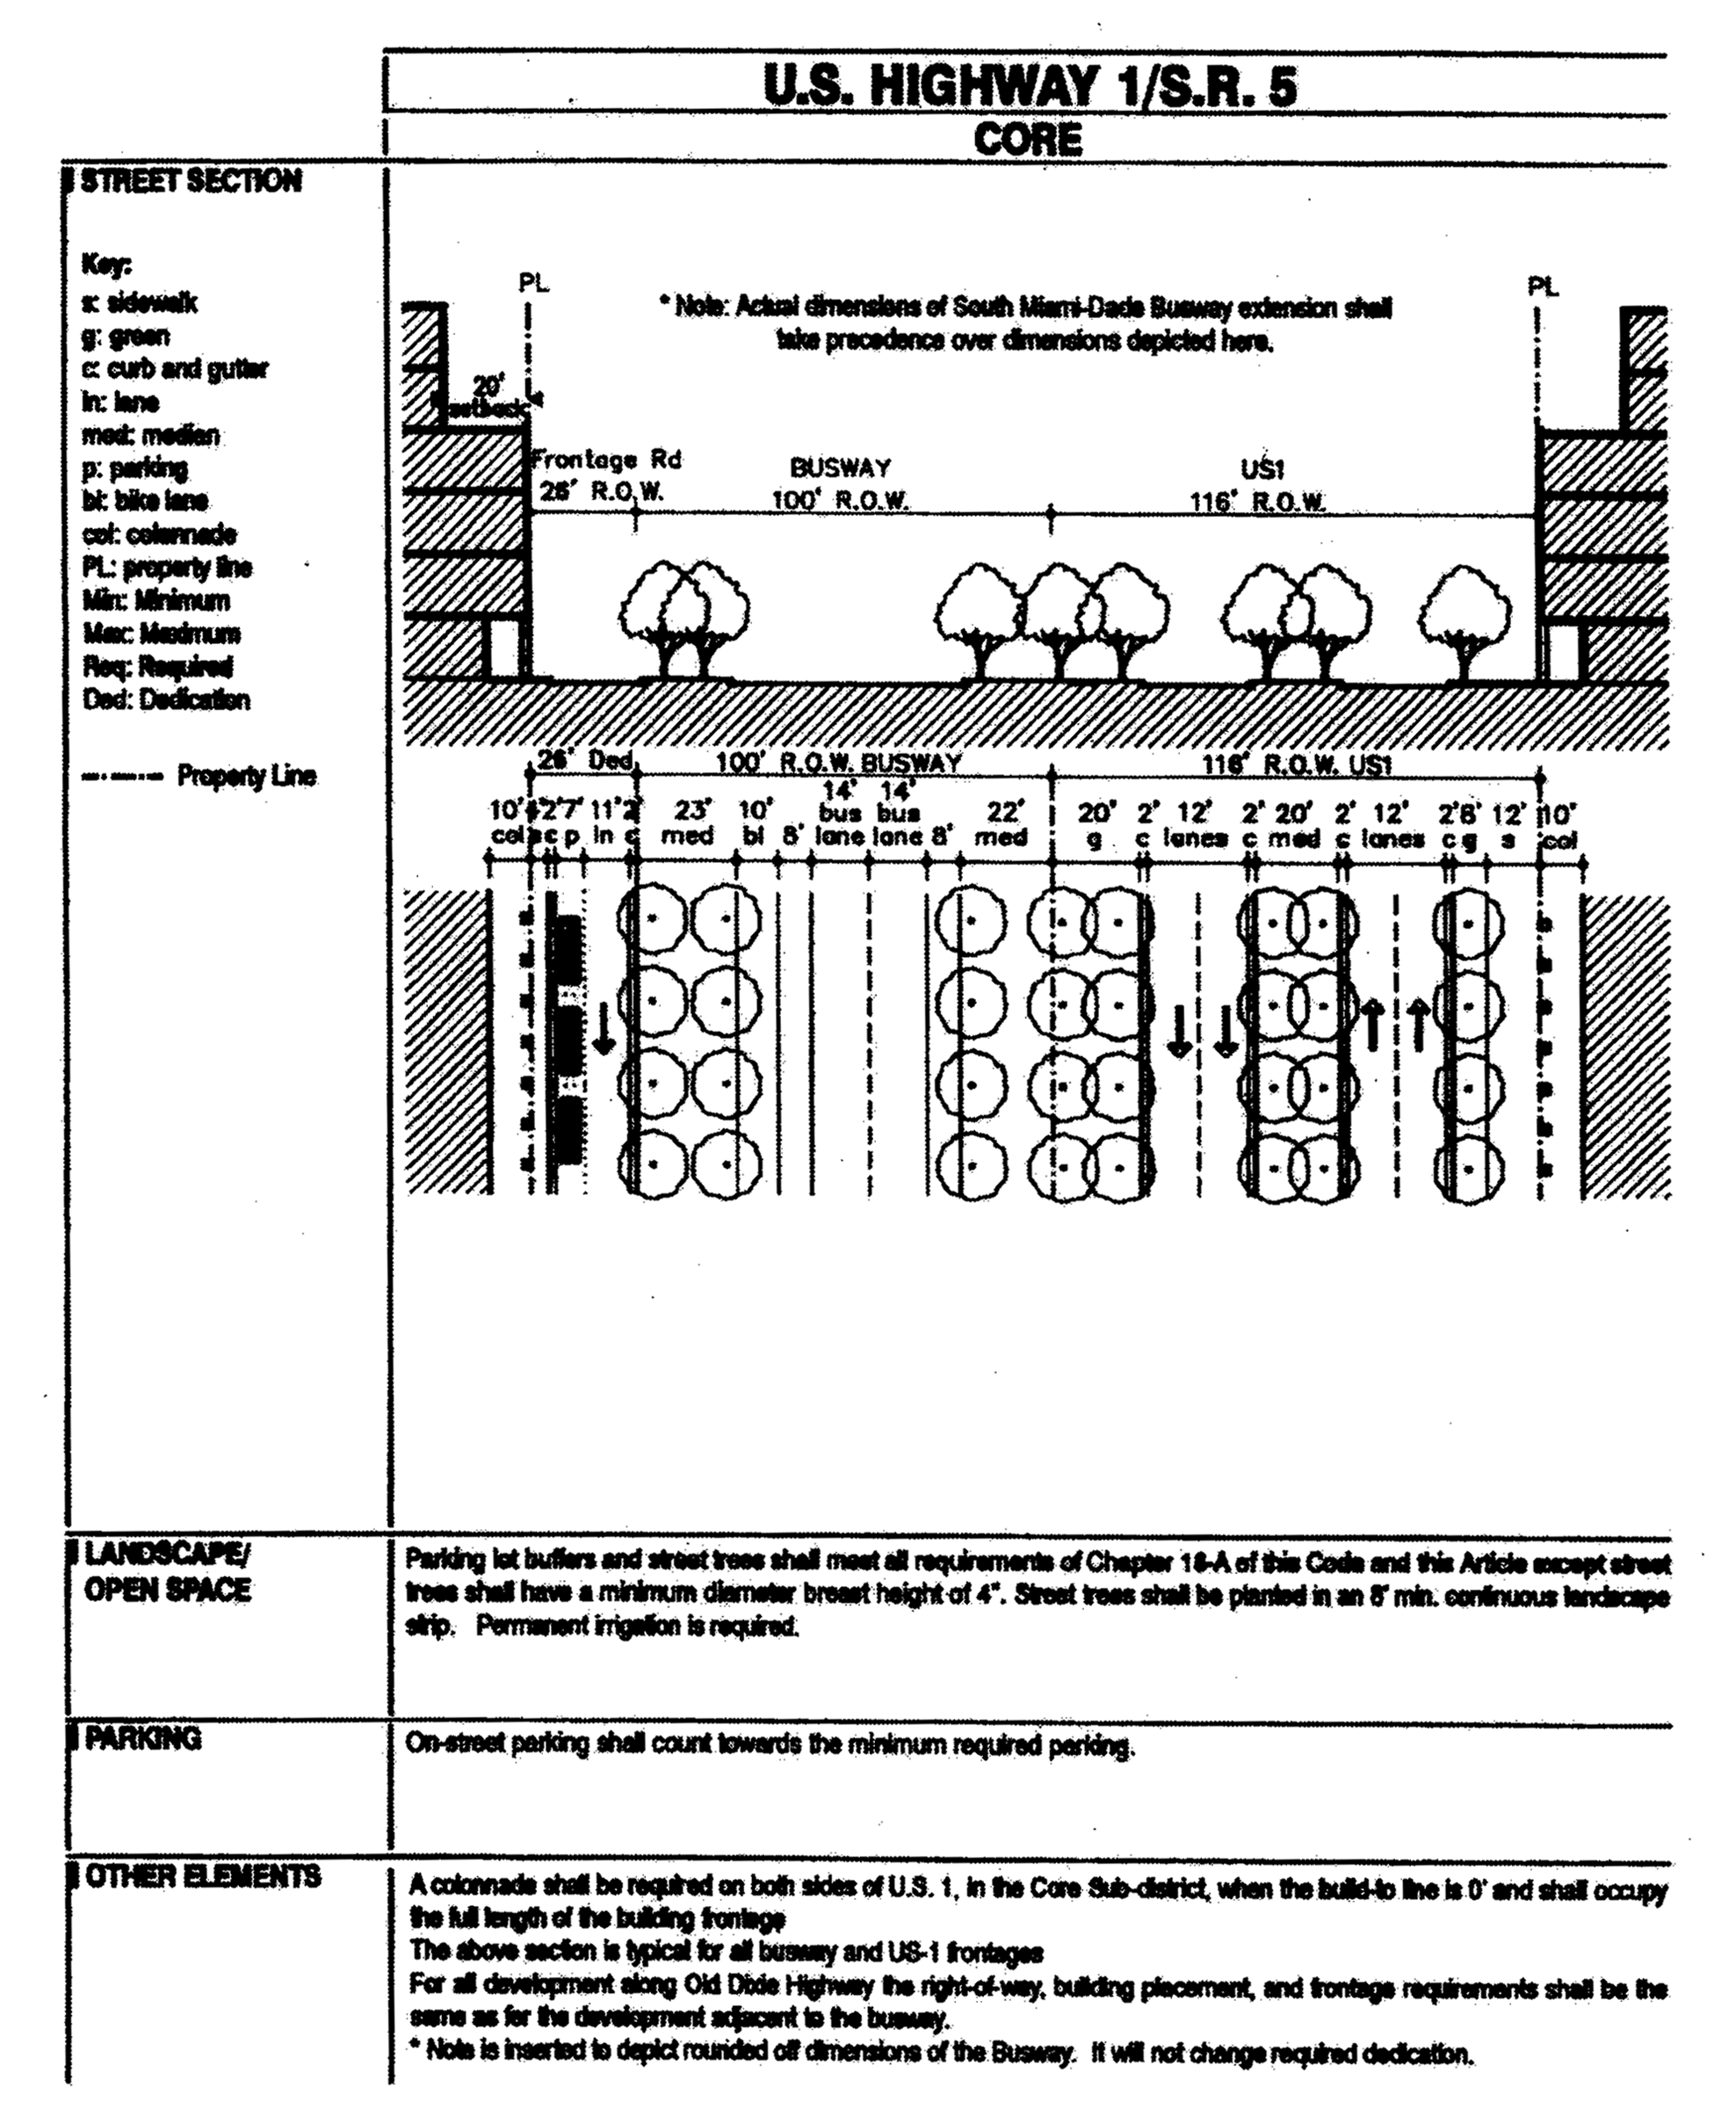 U.S. HIGHWAY 1/S.R. 5
CORE
STREET SECTION
Key:
s: sidewalk
g: green
c: curb and gutter
ln: lane
med: median
p: parking
bl: bike lane
col: colonnade
PL: property line
Min: Minimum
Max: Maximum
Req: Required
Ded: Dedication
Property Line
PL
PL
* Note: Actual dimensions of South Miami-Dade Busway extension shall
take precedence over dimensions depicted here.
20'
setback
Frontage Rd
26' R.O.W.
BUSWAY
100' R.O.W.
US1
116' R.O.W.
26' Ded
100' R.O.W. BUSWAY
116' R.O.W. US1
10' 4' 2' 7' 11' 2' 23' 10' 14' 14' 22' 20' 2' 12' 2' 20' 2' 12' 2' 8' 12' 10'
bus bus
col s c p ln c med bl 8' lane lane 8' med g c lanes c med c lanes c g s col
LANDSCAPE/
OPEN SPACE
Parking lot buffers and street trees shall meet all requirements of Chapter 18-A of this Code and this Article except street
trees shall have a minimum diameter breast height of 4". Street trees shall be planted in an 8' min. continuous landscape
strip. Permanent irrigation is required.
PARKING
On-street parking shall count towards the minimum required parking.
OTHER ELEMENTS
A colonnade shall be required on both sides of U.S. 1, in the Core Sub-district, when the build-to line is 0' and shall occupy
the full length of the building frontage
The above section is typical for all busway and US-1 frontages
For all development along Old Dixie Highway the right-of-way, building placement, and frontage requirements shall be the
same as for the development adjacent to the busway.
* Note is inserted to depict rounded off dimensions of the Busway. It will not change required dedication.